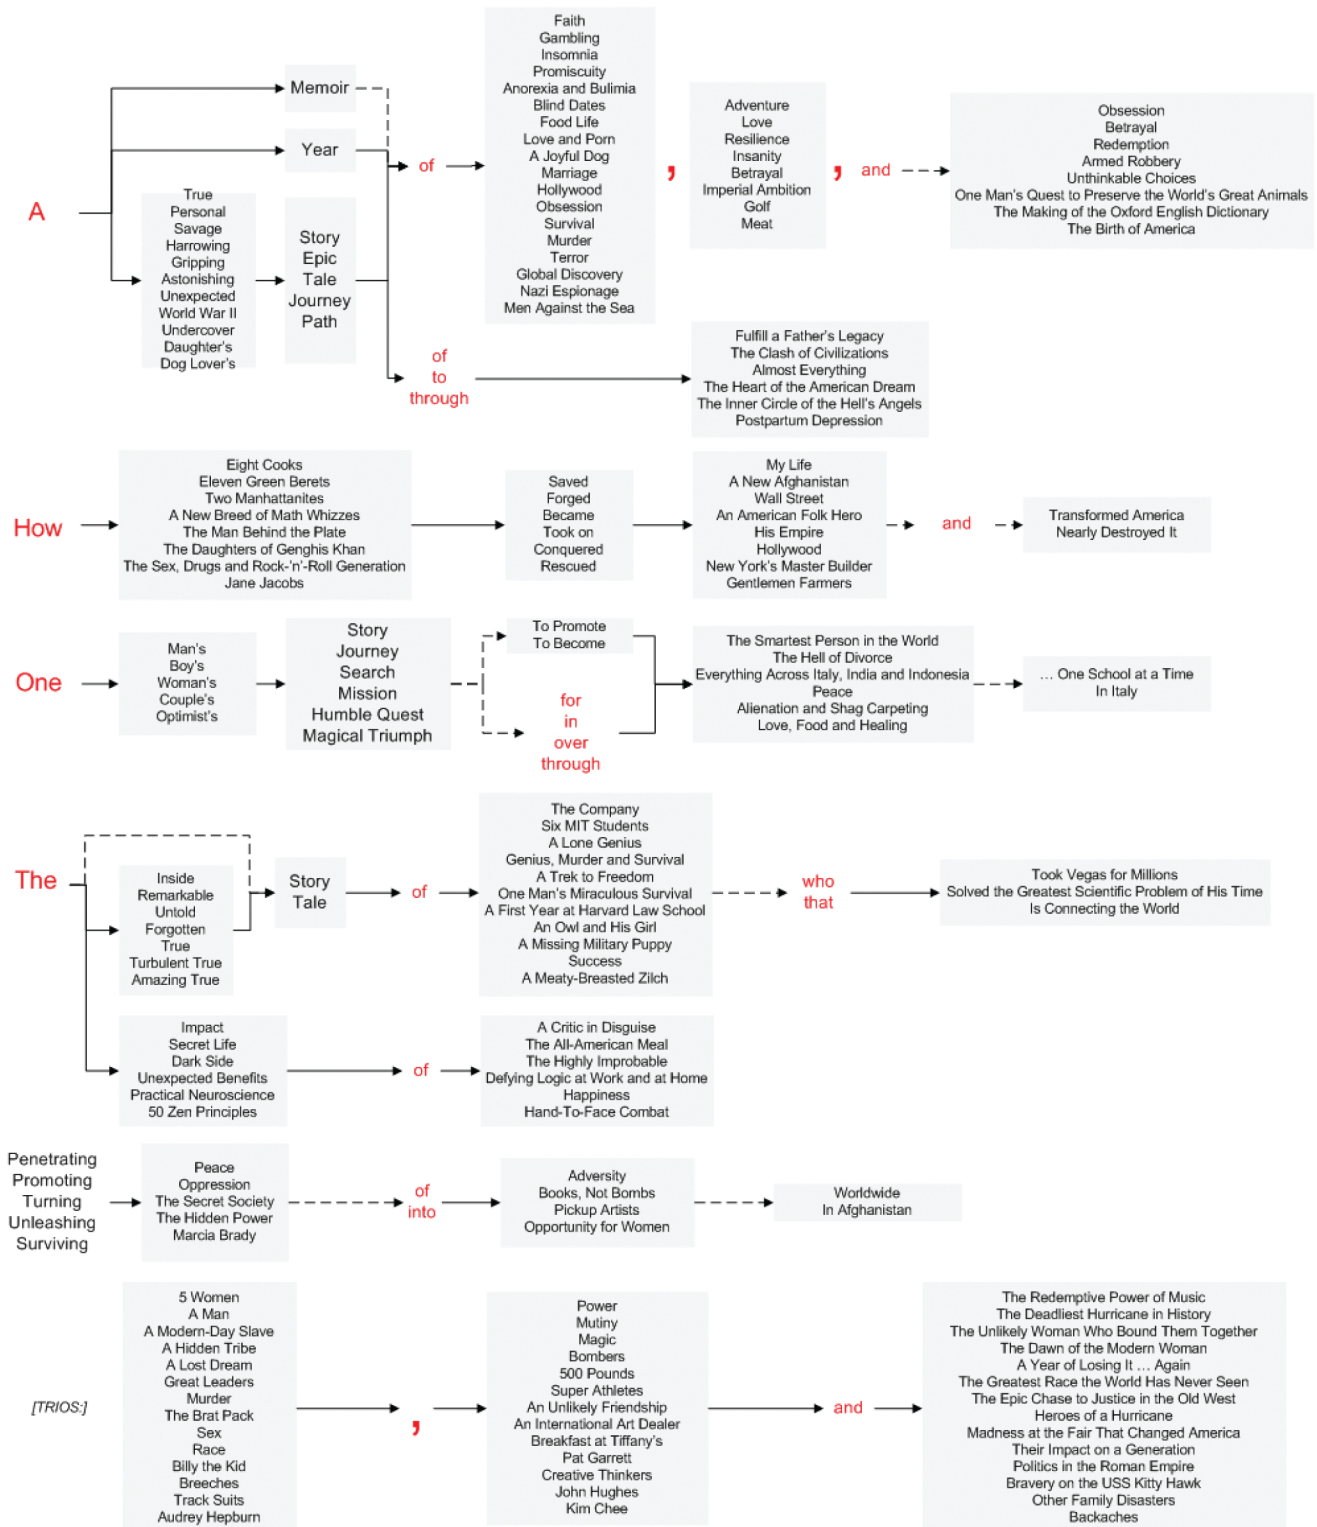 A
Memoir
Year
True
Personal
Savage
Harrowing
Gripping
Astonishing
Unexpected
World War II
Undercover
Daughter's
Dog Lover's
Story
Epic
Tale
Journey
Path
of
Faith
Gambling
Insomnia
Promiscuity
Anorexia and Bulimia
Blind Dates
Food Life
Love and Porn
A Joyful Dog
Marriage
Hollywood
Obsession
Survival
Murder
Terror
Global Discovery
Nazi Espionage
Men Against the Sea
,
Adventure
Love
Resilience
Insanity
Betrayal
Imperial Ambition
Golf
Meat
, and
Obsession
Betrayal
Redemption
Armed Robbery
Unthinkable Choices
One Man's Quest to Preserve the World's Great Animals
The Making of the Oxford English Dictionary
The Birth of America
of
to
through
Fulfill a Father's Legacy
The Clash of Civilizations
Almost Everything
The Heart of the American Dream
The Inner Circle of the Hell's Angels
Postpartum Depression
How
Eight Cooks
Eleven Green Berets
Two Manhattanites
A New Breed of Math Whizzes
The Man Behind the Plate
The Daughters of Genghis Khan
The Sex, Drugs and Rock-'n'-Roll Generation
Jane Jacobs
Saved
Forged
Became
Took on
Conquered
Rescued
My Life
A New Afghanistan
Wall Street
An American Folk Hero
His Empire
Hollywood
New York's Master Builder
Gentlemen Farmers
and
Transformed America
Nearly Destroyed It
One
Man's
Boy's
Woman's
Couple's
Optimist's
Story
Journey
Search
Mission
Humble Quest
Magical Triumph
To Promote
To Become
for
in
over
through
The Smartest Person in the World
The Hell of Divorce
Everything Across Italy, India and Indonesia
Peace
Alienation and Shag Carpeting
Love, Food and Healing
… One School at a Time
In Italy
The
Inside
Remarkable
Untold
Forgotten
True
Turbulent True
Amazing True
Story
Tale
of
The Company
Six MIT Students
A Lone Genius
Genius, Murder and Survival
A Trek to Freedom
One Man's Miraculous Survival
A First Year at Harvard Law School
An Owl and His Girl
A Missing Military Puppy
Success
A Meaty-Breasted Zilch
who
that
Took Vegas for Millions
Solved the Greatest Scientific Problem of His Time
Is Connecting the World
Impact
Secret Life
Dark Side
Unexpected Benefits
Practical Neuroscience
50 Zen Principles
of
A Critic in Disguise
The All-American Meal
The Highly Improbable
Defying Logic at Work and at Home
Happiness
Hand-To-Face Combat
Penetrating
Promoting
Turning
Unleashing
Surviving
Peace
Oppression
The Secret Society
The Hidden Power
Marcia Brady
of
into
Adversity
Books, Not Bombs
Pickup Artists
Opportunity for Women
Worldwide
In Afghanistan
[TRIOS:]
5 Women
A Man
A Modern-Day Slave
A Hidden Tribe
A Lost Dream
Great Leaders
Murder
The Brat Pack
Sex
Race
Billy the Kid
Breeches
Track Suits
Audrey Hepburn
,
Power
Mutiny
Magic
Bombers
500 Pounds
Super Athletes
An Unlikely Friendship
An International Art Dealer
Breakfast at Tiffany's
Pat Garrett
Creative Thinkers
John Hughes
Kim Chee
and
The Redemptive Power of Music
The Deadliest Hurricane in History
The Unlikely Woman Who Bound Them Together
The Dawn of the Modern Woman
A Year of Losing It … Again
The Greatest Race the World Has Never Seen
The Epic Chase to Justice in the Old West
Heroes of a Hurricane
Madness at the Fair That Changed America
Their Impact on a Generation
Politics in the Roman Empire
Bravery on the USS Kitty Hawk
Other Family Disasters
Backaches